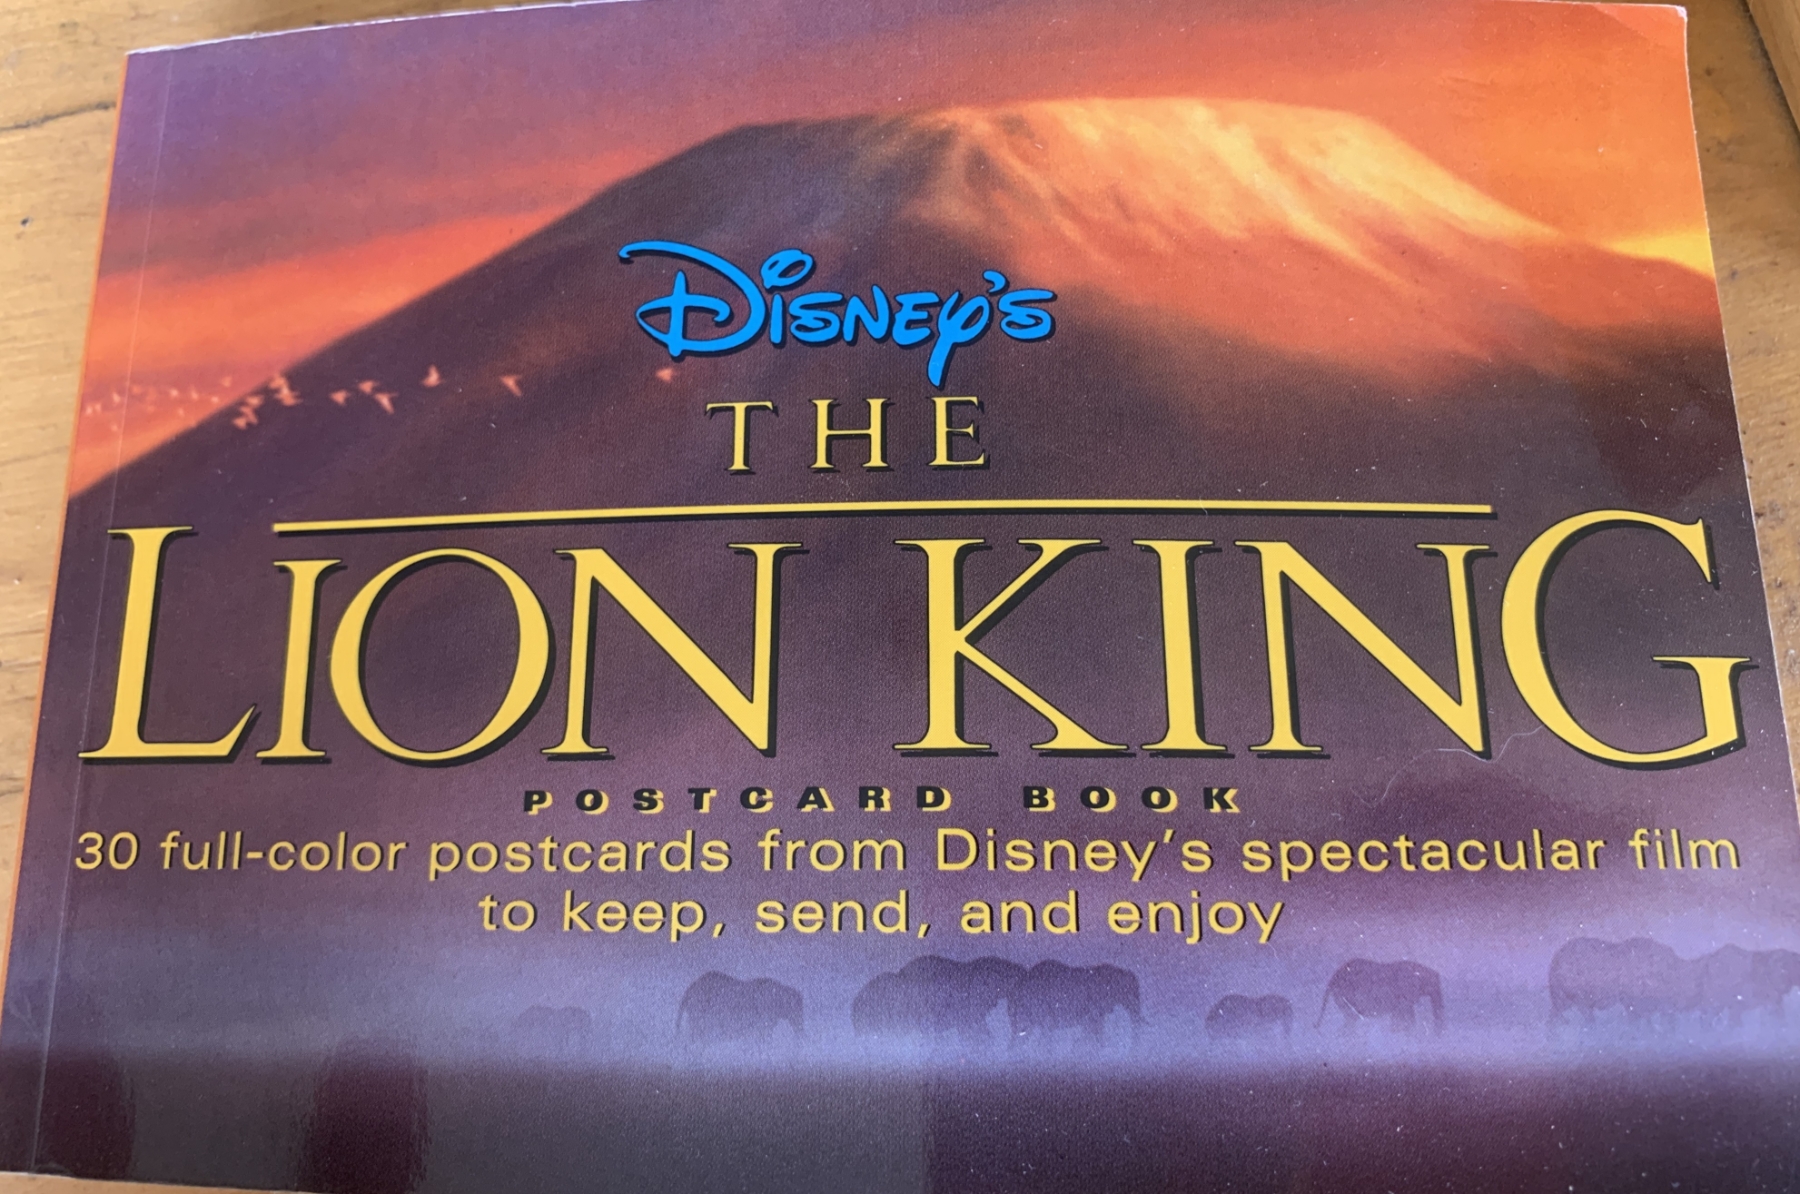 Disney's
THE
LION KING
POSTCARD BOOK
30 full-color postcards from Disney's spectacular film
to keep, send, and enjoy